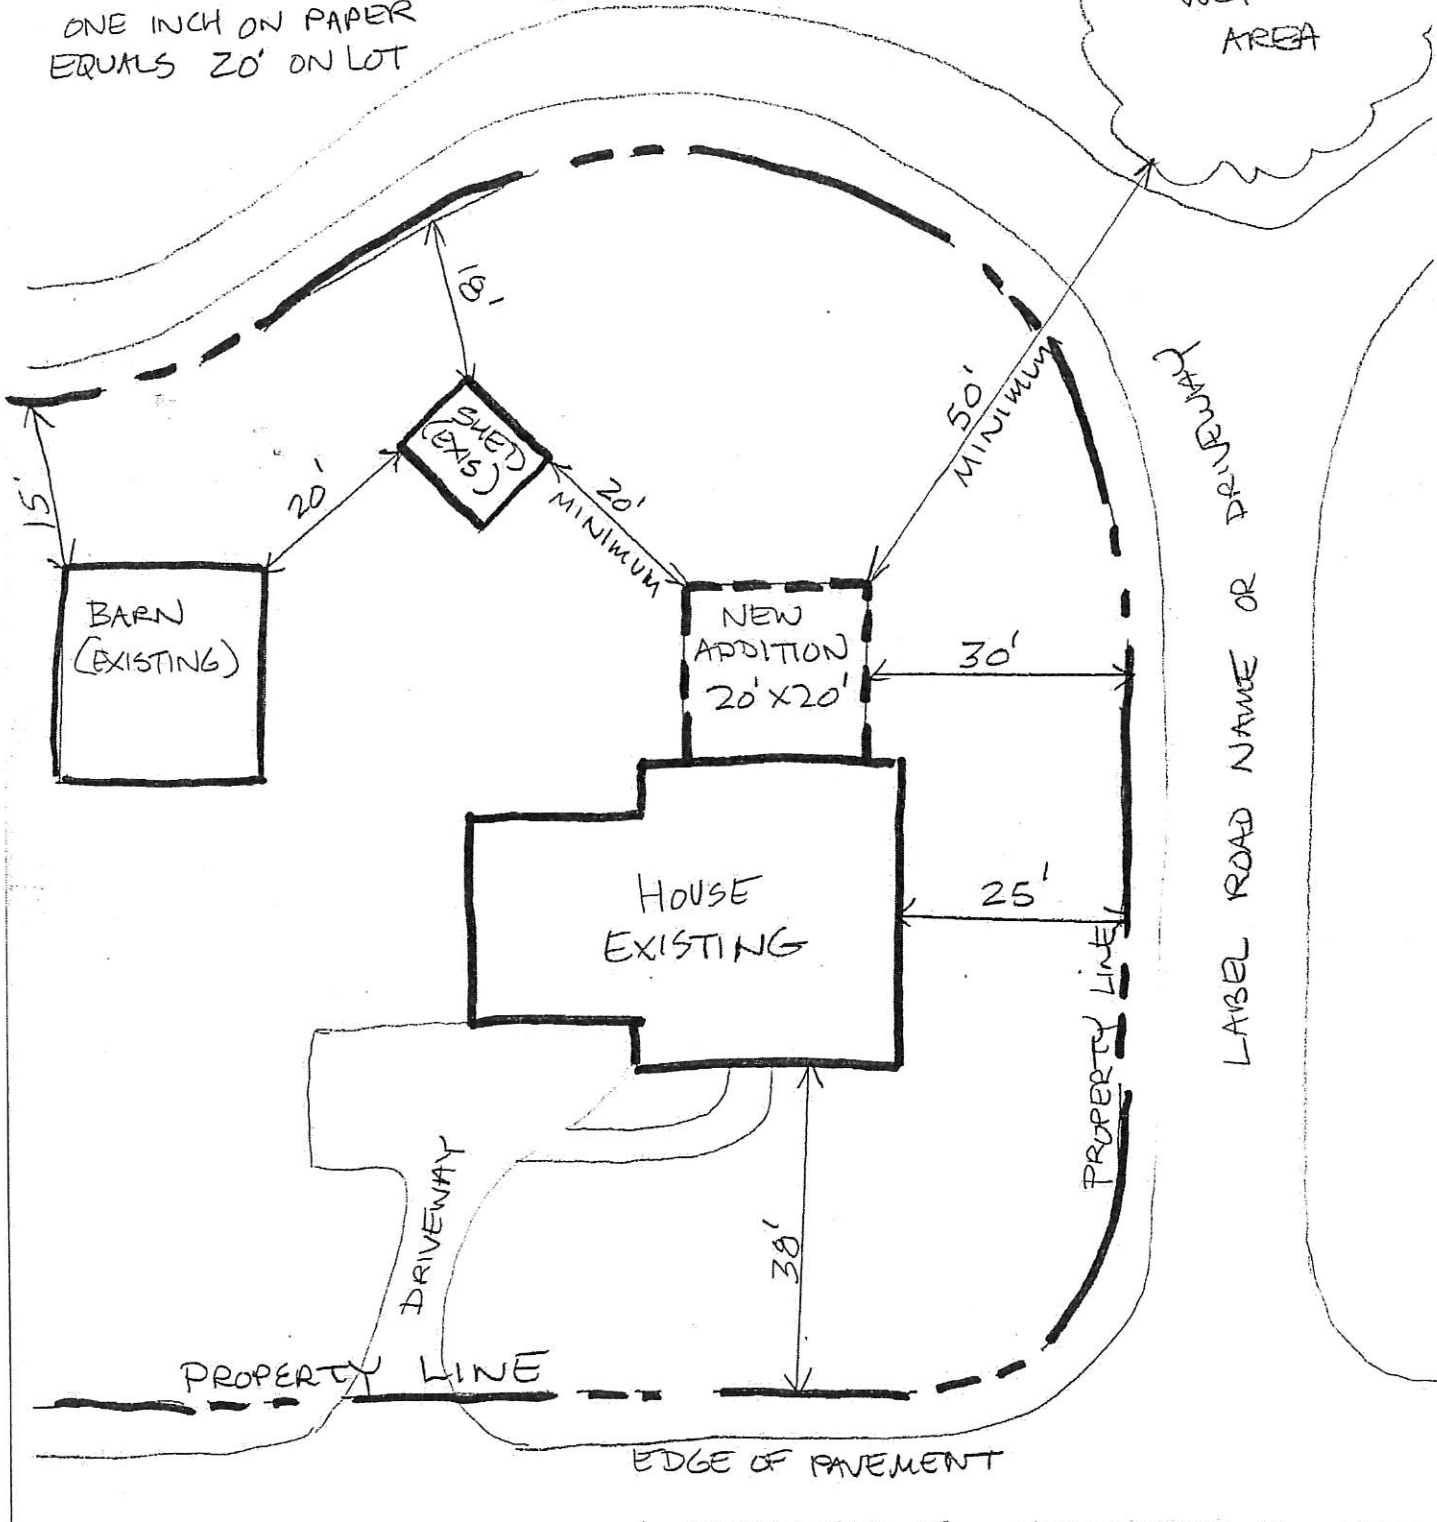 ONE INCH ON PAPER
EQUALS 20' ON LOT
AREA
18'
15'
20'
SHED
(EXIS)
20'
MINIMUM
50'
MINIMUM
BARN
(EXISTING)
NEW
ADDITION
20' X 20'
30'
HOUSE
EXISTING
25'
PROPERTY LINE
LABEL ROAD NAME OR DRIVEWAY
DRIVEWAY
38'
PROPERTY LINE
EDGE OF PAVEMENT